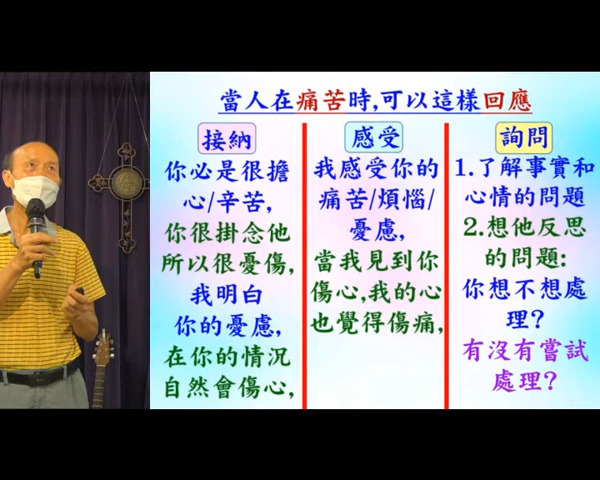 當人在痛苦時,可以這樣回應
接納
你必是很擔
心/辛苦,
你很掛念他
所以很憂傷,
我明白
你的憂慮,
在你的情況
自然會傷心,
感受
我感受你的
痛苦/煩惱/
憂慮,
當我見到你
傷心,我的心
也覺得傷痛,
詢問
1.了解事實和
心情的問題
2.想他反思
的問題:
你想不想處
理?
有沒有嘗試
處理?